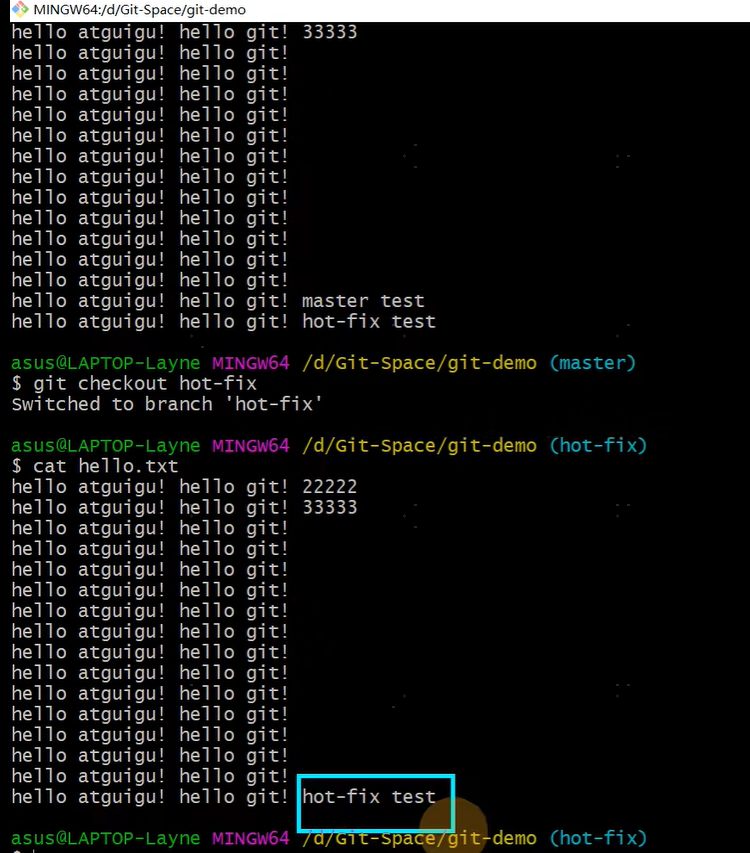 MINGW64:/d/Git-Space/git-demo
hello atguigu! hello git! 33333
hello atguigu! hello git!
hello atguigu! hello git!
hello atguigu! hello git!
hello atguigu! hello git!
hello atguigu! hello git!
hello atguigu! hello git!
hello atguigu! hello git!
hello atguigu! hello git!
hello atguigu! hello git!
hello atguigu! hello git!
hello atguigu! hello git!
hello atguigu! hello git!
hello atguigu! hello git! master test
hello atguigu! hello git! hot-fix test
asus@LAPTOP-Layne MINGW64 /d/Git-Space/git-demo (master)
$ git checkout hot-fix
Switched to branch 'hot-fix'
asus@LAPTOP-Layne MINGW64 /d/Git-Space/git-demo (hot-fix)
$ cat hello.txt
hello atguigu! hello git! 22222
hello atguigu! hello git! 33333
hello atguigu! hello git!
hello atguigu! hello git!
hello atguigu! hello git!
hello atguigu! hello git!
hello atguigu! hello git!
hello atguigu! hello git!
hello atguigu! hello git!
hello atguigu! hello git!
hello atguigu! hello git!
hello atguigu! hello git!
hello atguigu! hello git!
hello atguigu! hello git!
hello atguigu! hello git!
hello atguigu! hello git! hot-fix test
asus@LAPTOP-Layne MINGW64 /d/Git-Space/git-demo (hot-fix)